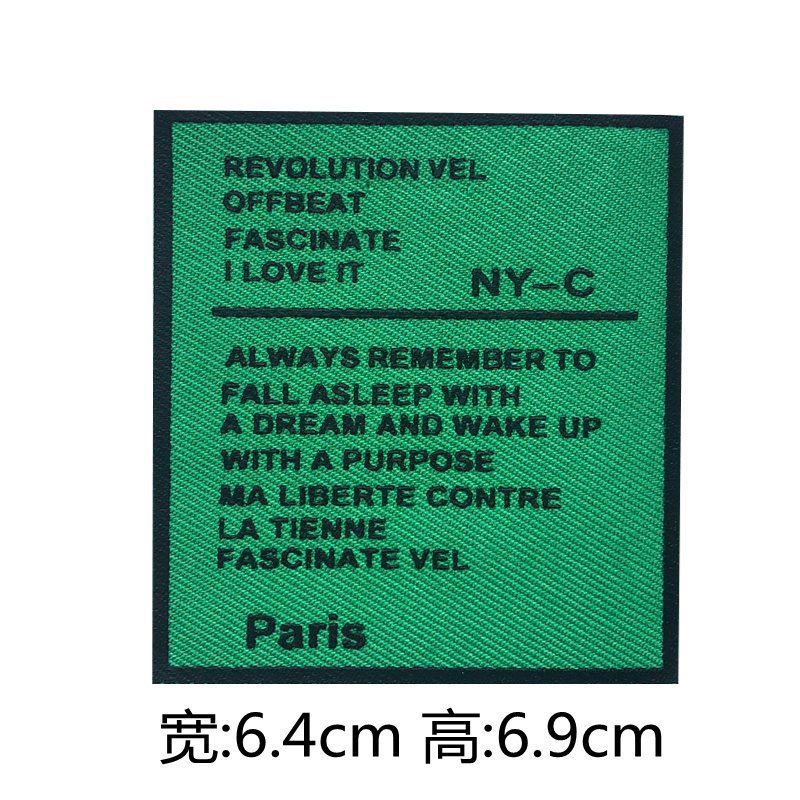 REVOLUTION VEL
OFFBEAT
FASCINATE
I LOVE IT
NY-C
ALWAYS REMEMBER TO
FALL ASLEEP WITH
A DREAM AND WAKE UP
WITH A PURPOSE
MA LIBERTE CONTRE
LA TIENNE
FASCINATE VEL
Paris
宽:6.4cm 高:6.9cm